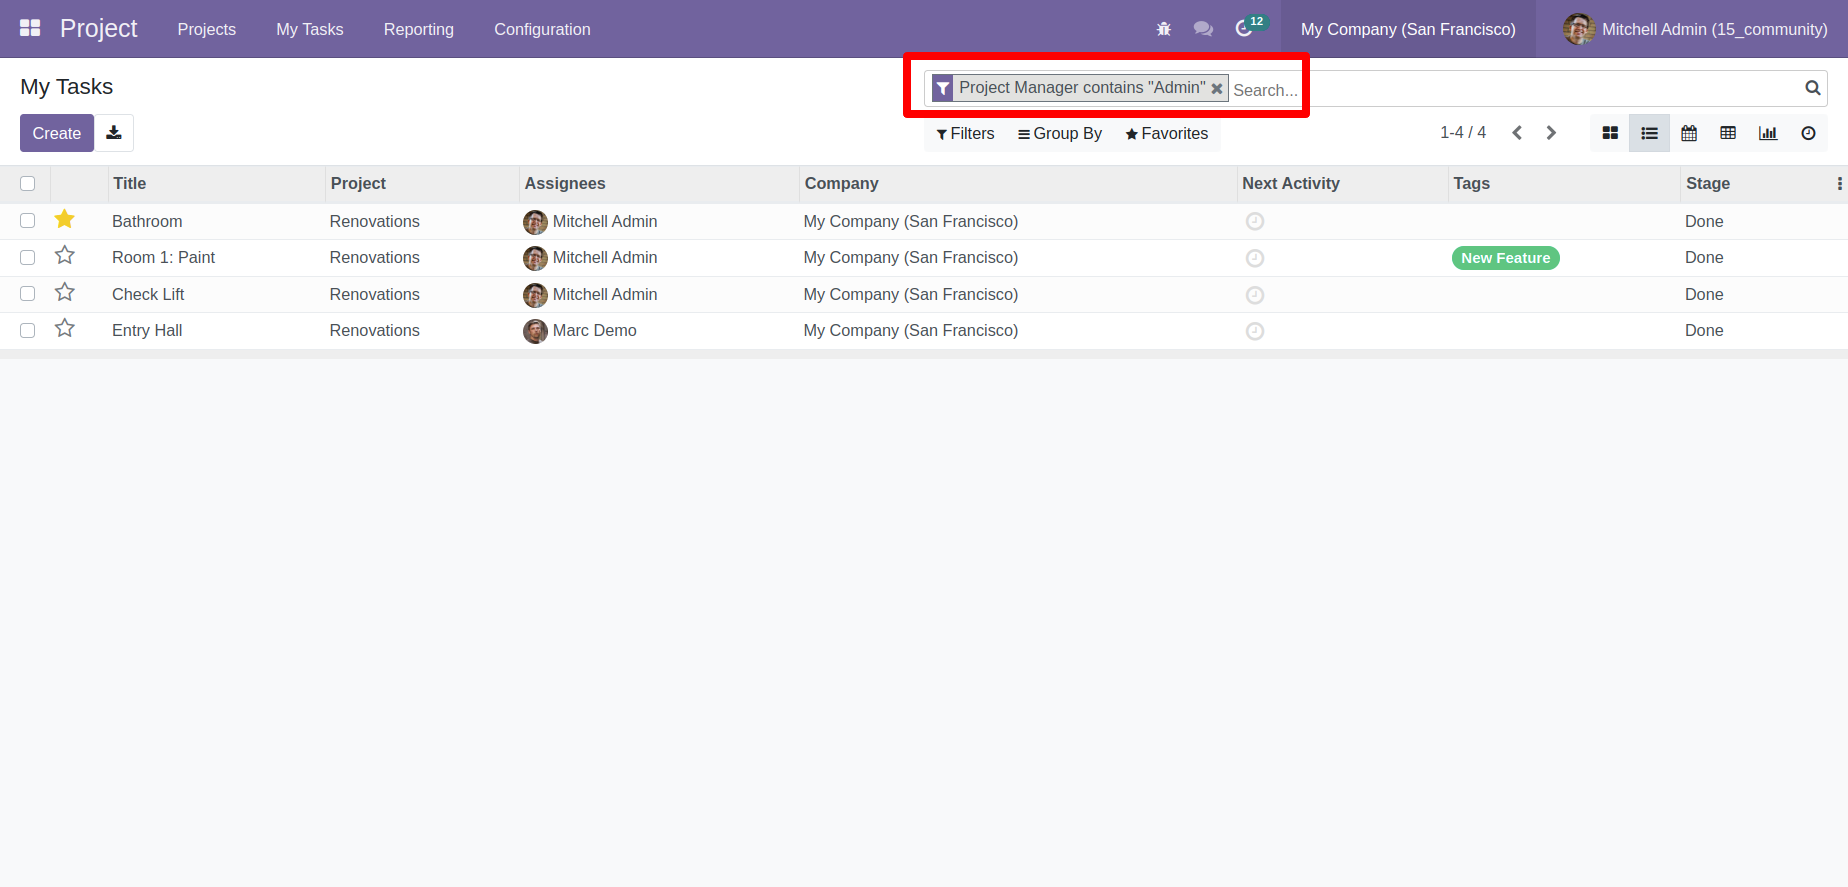 Project Projects My Tasks Reporting Configuration 12 My Company (San Francisco) Mitchell Admin (15_community)
My Tasks
Project Manager contains "Admin" Search...
Create
Filters Group By Favorites 1-4 / 4
Title Project Assignees Company Next Activity Tags Stage
Bathroom Renovations Mitchell Admin My Company (San Francisco) Done
Room 1: Paint Renovations Mitchell Admin My Company (San Francisco) New Feature Done
Check Lift Renovations Mitchell Admin My Company (San Francisco) Done
Entry Hall Renovations Marc Demo My Company (San Francisco) Done